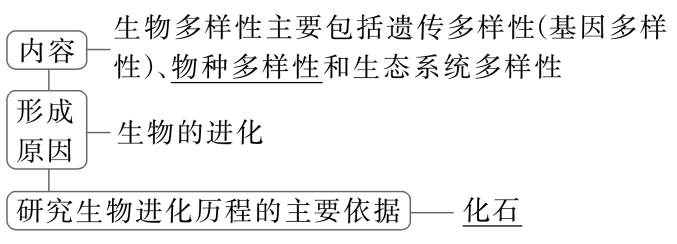 内容
生物多样性主要包括遗传多样性(基因多样
性)、物种多样性和生态系统多样性
形成
原因
生物的进化
研究生物进化历程的主要依据
化石